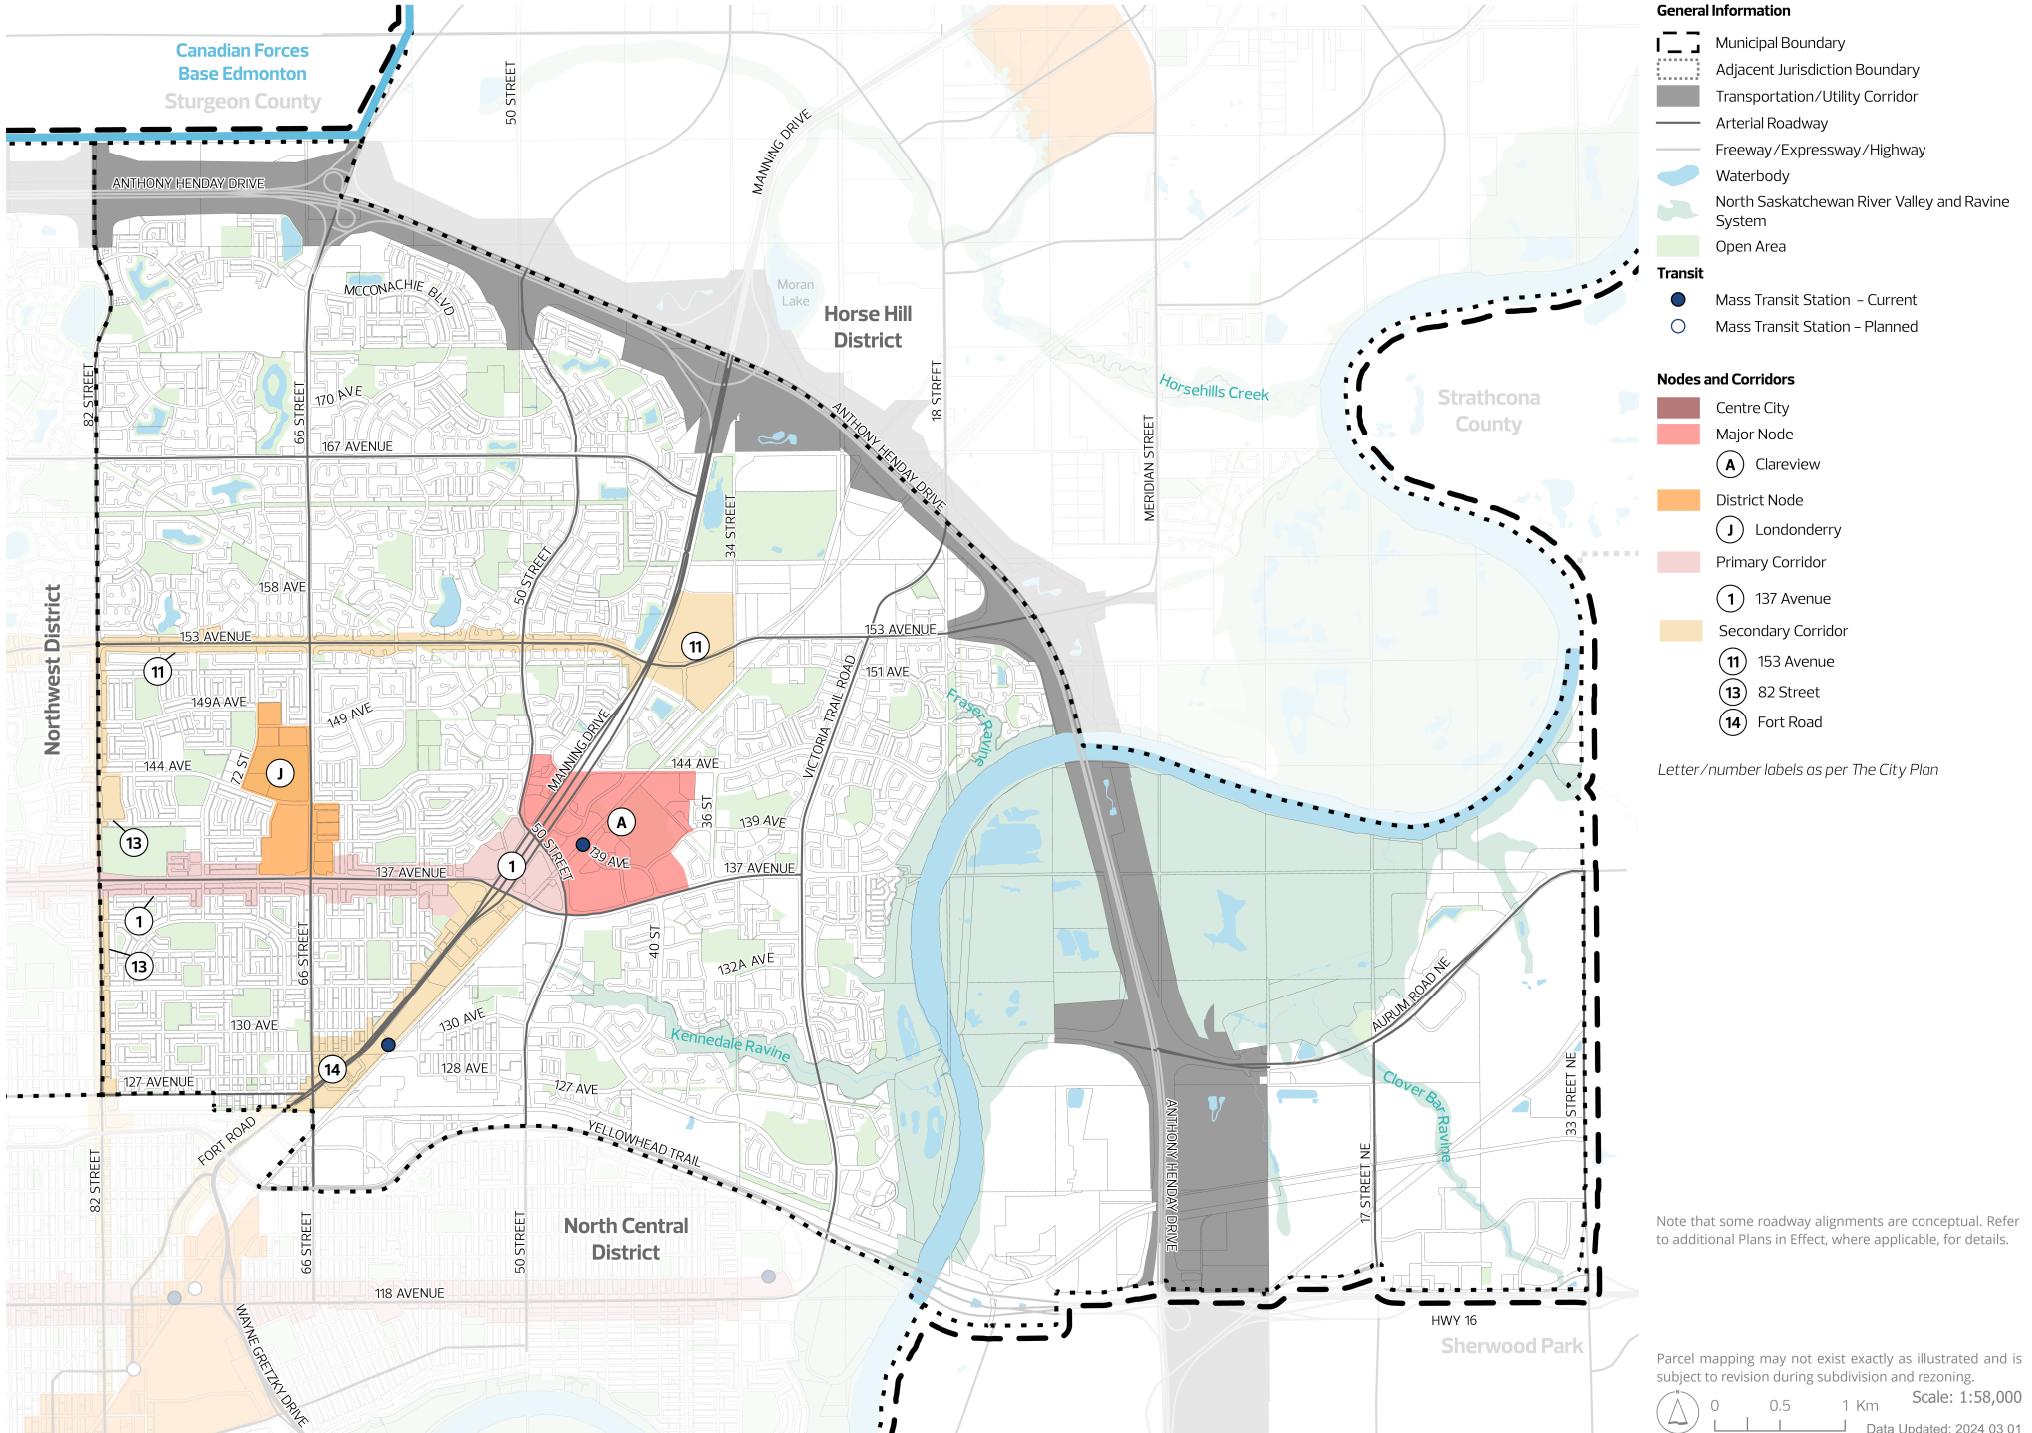 Canadian Forces
Base Edmonton
Sturgeon County
50 STREET
MANNING DRIVE
ANTHONY HENDAY DRIVE
MCCONACHIE BLVD
Moran
Lake
Horse Hill
District
82 STREET
66 STREET
170 AVE
18 STREET
ANTHONY HENDAY DRIVE
Horsehills Creek
Strathcona
County
167 AVENUE
34 STREET
MERIDIAN STREET
50 STREET
158 AVE
Northwest District
153 AVENUE
11
11
153 AVENUE
151 AVE
149A AVE
149 AVE
VICTORIA TRAIL ROAD
Fraser Ravine
MANNING DRIVE
144 AVE
72 ST
J
144 AVE
36 ST
A
139 AVE
13
50 STREET
139 AVE
1
137 AVENUE
137 AVENUE
1
13
66 STREET
40 ST
132A AVE
AURUM ROAD NE
130 AVE
130 AVE
Kennedale Ravine
14
128 AVE
127 AVENUE
127 AVE
Clover Bar Ravine
33 STREET NE
FORT ROAD
YELLOWHEAD TRAIL
ANTHONY HENDAY DRIVE
17 STREET NE
82 STREET
66 STREET
50 STREET
North Central
District
118 AVENUE
WAYNE GRETZKY DRIVE
HWY 16
Sherwood Park
General Information
Municipal Boundary
Adjacent Jurisdiction Boundary
Transportation/Utility Corridor
Arterial Roadway
Freeway/Expressway/Highway
Waterbody
North Saskatchewan River Valley and Ravine
System
Open Area
Transit
Mass Transit Station - Current
Mass Transit Station - Planned
Nodes and Corridors
Centre City
Major Node
A Clareview
District Node
J Londonderry
Primary Corridor
1 137 Avenue
Secondary Corridor
11 153 Avenue
13 82 Street
14 Fort Road
Letter/number labels as per The City Plan
Note that some roadway alignments are conceptual. Refer
to additional Plans in Effect, where applicable, for details.
Parcel mapping may not exist exactly as illustrated and is
subject to revision during subdivision and rezoning.
Scale: 1:58,000
N
0 0.5 1 Km
Data Updated: 2024 03 01